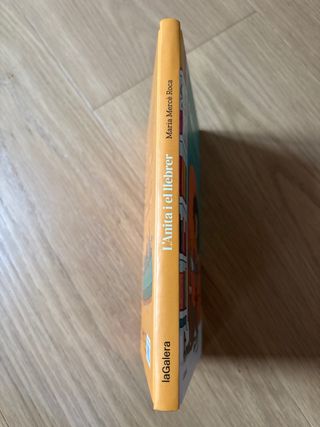 Maria Mercè Roca
L'Anita i el llebrer
laGalera